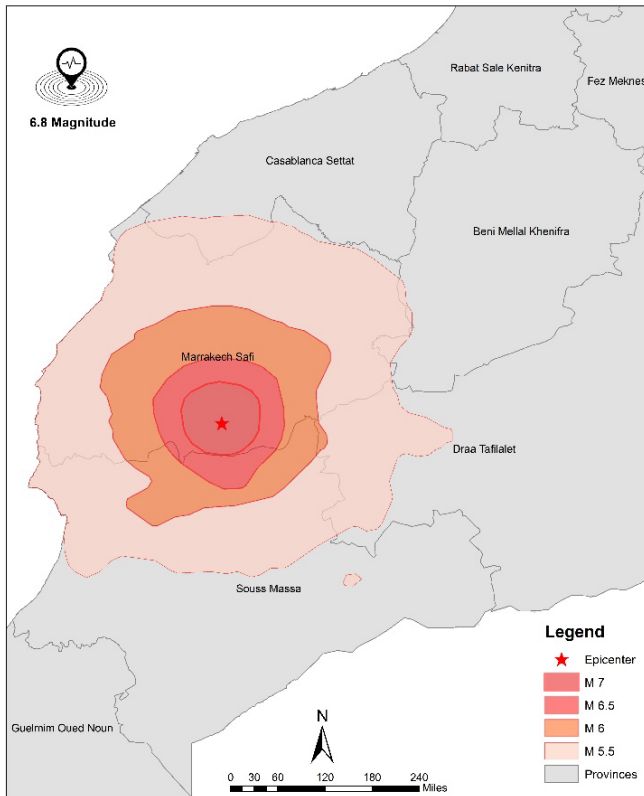 6.8 Magnitude
Rabat Sale Kenitra
Fez Meknes
Casablanca Settat
Beni Mellal Khenifra
Marrakech Safi
Draa Tafilalet
Souss Massa
Guelmim Oued Noun
Legend
Epicenter
M 7
M 6.5
M 6
M 5.5
Provinces
N
0 15 30 60 120 180 240
Miles